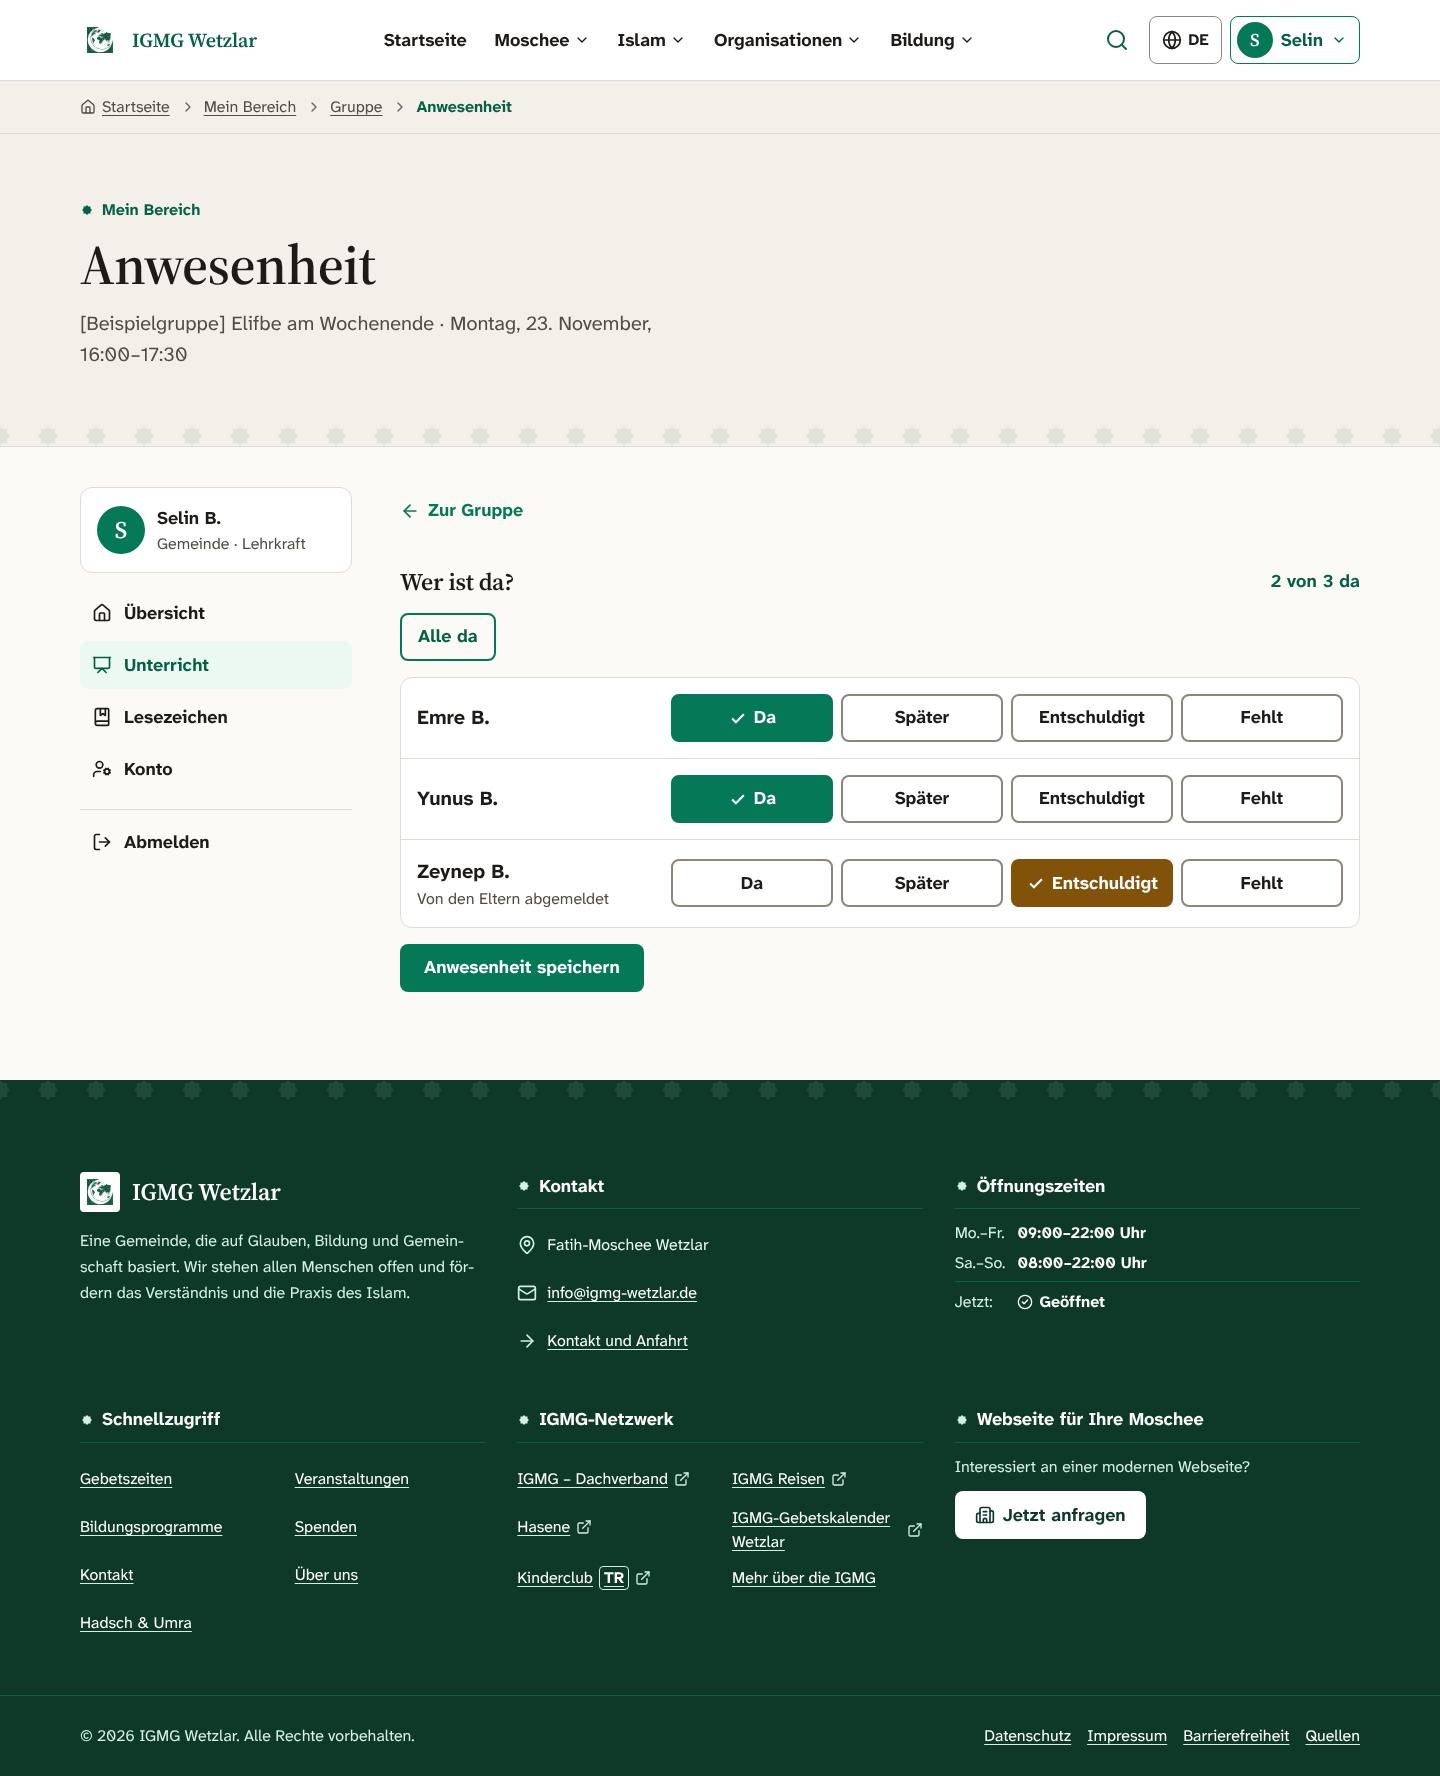 IGMG Wetzlar
Startseite Moschee Islam Organisationen Bildung
DE
S Selin
Startseite Mein Bereich Gruppe Anwesenheit
Mein Bereich
Anwesenheit
[Beispielgruppe] Elifbe am Wochenende · Montag, 23. November,
16:00–17:30
S
Selin B.
Gemeinde · Lehrkraft
Übersicht
Unterricht
Lesezeichen
Konto
Abmelden
Zur Gruppe
Wer ist da?
2 von 3 da
Alle da
Emre B. Da Später Entschuldigt Fehlt
Yunus B. Da Später Entschuldigt Fehlt
Zeynep B. Da Später Entschuldigt Fehlt
Von den Eltern abgemeldet
Anwesenheit speichern
IGMG Wetzlar
Eine Gemeinde, die auf Glauben, Bildung und Gemein-
schaft basiert. Wir stehen allen Menschen offen und för-
dern das Verständnis und die Praxis des Islam.
Kontakt
Fatih-Moschee Wetzlar
info@igmg-wetzlar.de
Kontakt und Anfahrt
Öffnungszeiten
Mo.–Fr. 09:00–22:00 Uhr
Sa.–So. 08:00–22:00 Uhr
Jetzt: Geöffnet
Schnellzugriff
Gebetszeiten Veranstaltungen
Bildungsprogramme Spenden
Kontakt Über uns
Hadsch & Umra
IGMG-Netzwerk
IGMG – Dachverband IGMG Reisen
Hasene IGMG-Gebetskalender
Wetzlar
Kinderclub TR Mehr über die IGMG
Webseite für Ihre Moschee
Interessiert an einer modernen Webseite?
Jetzt anfragen
© 2026 IGMG Wetzlar. Alle Rechte vorbehalten.
Datenschutz Impressum Barrierefreiheit Quellen